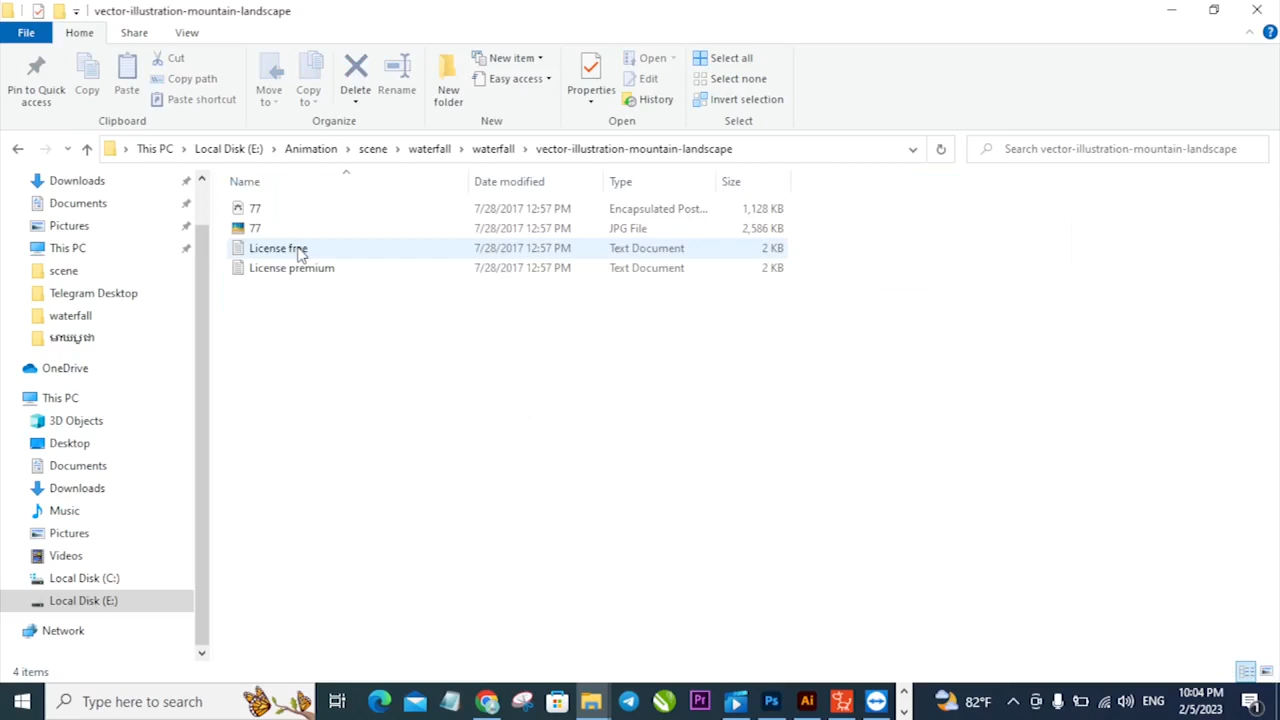 vector-illustration-mountain-landscape
File Home Share View
Pin to Quick access
Copy
Paste
Cut
Copy path
Paste shortcut
Clipboard
Move to
Copy to
Delete
Rename
Organize
New folder
New item
Easy access
New
Properties
Open
Edit
History
Open
Select all
Select none
Invert selection
Select
This PC Local Disk (E:) Animation scene waterfall waterfall vector-illustration-mountain-landscape
Search vector-illustration-mountain-landscape
Name Date modified Type Size
77 7/28/2017 12:57 PM Encapsulated Post... 1,128 KB
77 7/28/2017 12:57 PM JPG File 2,586 KB
License free 7/28/2017 12:57 PM Text Document 2 KB
License premium 7/28/2017 12:57 PM Text Document 2 KB
Downloads
Documents
Pictures
This PC
scene
Telegram Desktop
waterfall
OneDrive
This PC
3D Objects
Desktop
Documents
Downloads
Music
Pictures
Videos
Local Disk (C:)
Local Disk (E:)
Network
4 items
Type here to search
Pr
Ps
Ai
82°F
ENG
10:04 PM
2/5/2023
1